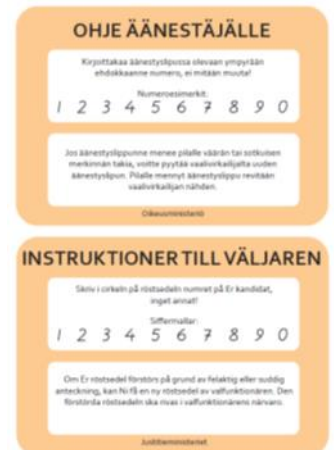 OHJE ÄÄNESTÄJÄLLE
Kirjoittakaa äänestyslipussa olevaan ympyrään
ehdokkaanne numero, ei mitään muuta!
Numeroesimerkit:
1 2 3 4 5 6 7 8 9 0
Jos äänestyslippunne menee pilalle väärän tai sotkuisen
merkinnän takia, voitte pyytää vaalivirkailijalta uuden
äänestyslipun. Pilalle mennyt äänestyslippu revitään
vaalivirkailijan nähden.
Oikeusministeriö
INSTRUKTIONER TILL VÄLJAREN
Skriv i cirkeln på röstsedeln numret på Er kandidat,
inget annat!
Siffermallar:
1 2 3 4 5 6 7 8 9 0
Om Er röstsedel förstörs på grund av felaktig eller suddig
anteckning, kan Ni få en ny röstsedel av valfunktionären. Den
förstörda röstsedeln ska rivas i valfunktionärens närvaro.
Justitieministeriet